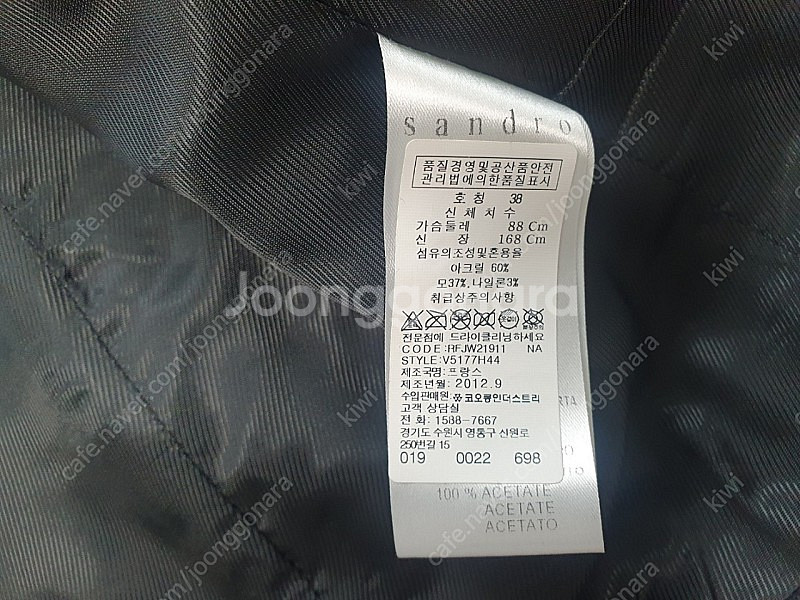 sandro
품질경영및공산품안전
관리법에의한품질표시
호 칭 38
신 체 치 수
가슴둘레 88 Cm
신 장 168 Cm
섬유의조성및혼용율
아크릴 60%
모37%, 나일론3%
취급상주의사항
전문점에 드라이클리닝하세요
CODE:RFJW21911 NA
STYLE:V5177H44
제조국명: 프랑스
제조년월: 2012.9
수입판매원: 코오롱인더스트리
고객 상담실
전 화: 1588-7667
경기도 수원시 영통구 신원로
250번길 15
019 0022 698
100 % ACETATE
ACETATE
ACETATO
Joonggonara
cafe.naver.com/joonggonara
kiwi